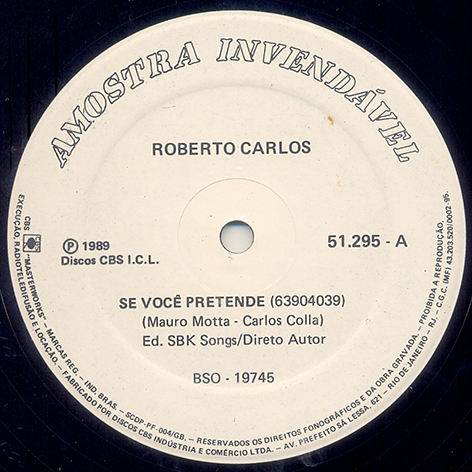 AMOSTRA INVENDÁVEL
ROBERTO CARLOS
℗ 1989
Discos CBS I.C.L.
51.295 - A
SE VOCÊ PRETENDE (63904039)
(Mauro Motta - Carlos Colla)
Ed. SBK Songs/Direto Autor
BSO - 19745
CBS "MASTERWORKS" - MARCAS REG. - IND. BRAS. - SCDP-PF-004/GB. - RESERVADOS OS DIREITOS FONOGRÁFICOS E DA OBRA GRAVADA. - PROIBIDA A REPRODUÇÃO,
EXECUÇÃO, RADIOTELEDIFUSÃO E LOCAÇÃO. - FABRICADO POR DISCOS CBS INDÚSTRIA E COMÉRCIO LTDA. - AV. PREFEITO SÁ LESSA, 621 - RIO DE JANEIRO - RJ. - C.G.C. (MF) 43.203.520/0002-95.